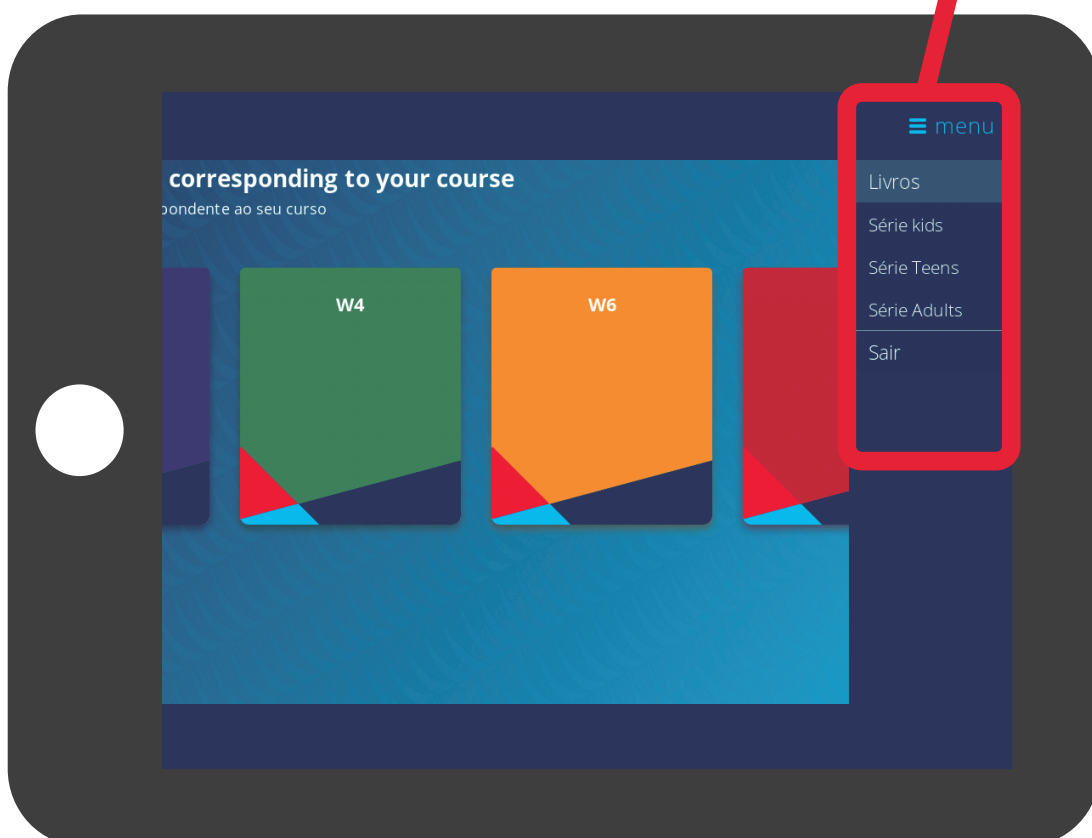 menu
corresponding to your course
pondente ao seu curso
W4
W6
Livros
Série kids
Série Teens
Série Adults
Sair